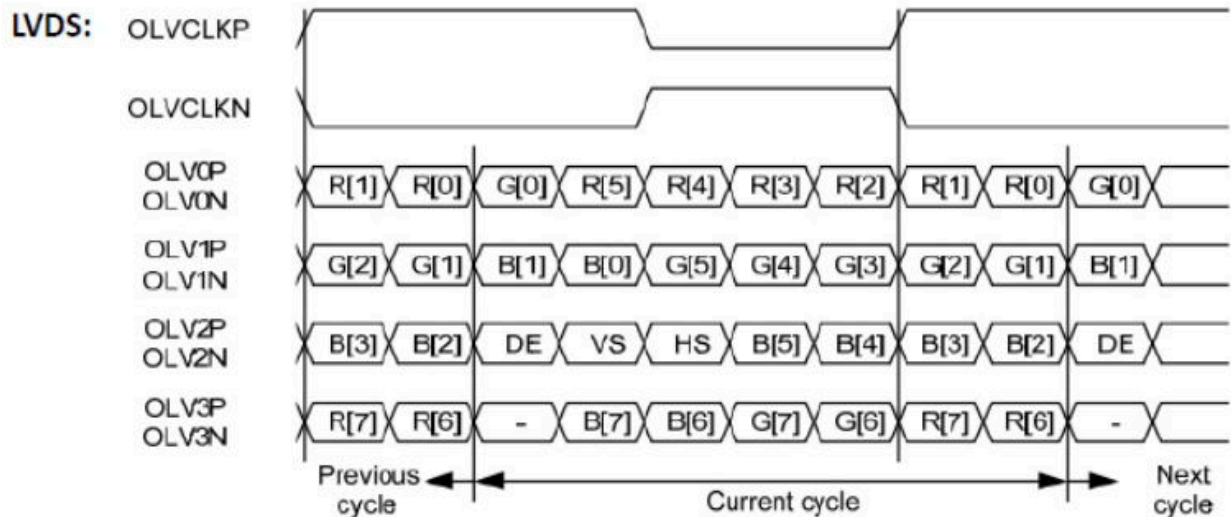 LVDS: OLVCLKP
OLVCLKN
OLV0P
OLV0N
R[1] R[0] G[0] R[5] R[4] R[3] R[2] R[1] R[0] G[0]
OLV1P
OLV1N
G[2] G[1] B[1] B[0] G[5] G[4] G[3] G[2] G[1] B[1]
OLV2P
OLV2N
B[3] B[2] DE VS HS B[5] B[4] B[3] B[2] DE
OLV3P
OLV3N
R[7] R[6] - B[7] B[6] G[7] G[6] R[7] R[6] -
Previous
cycle
Current cycle
Next
cycle